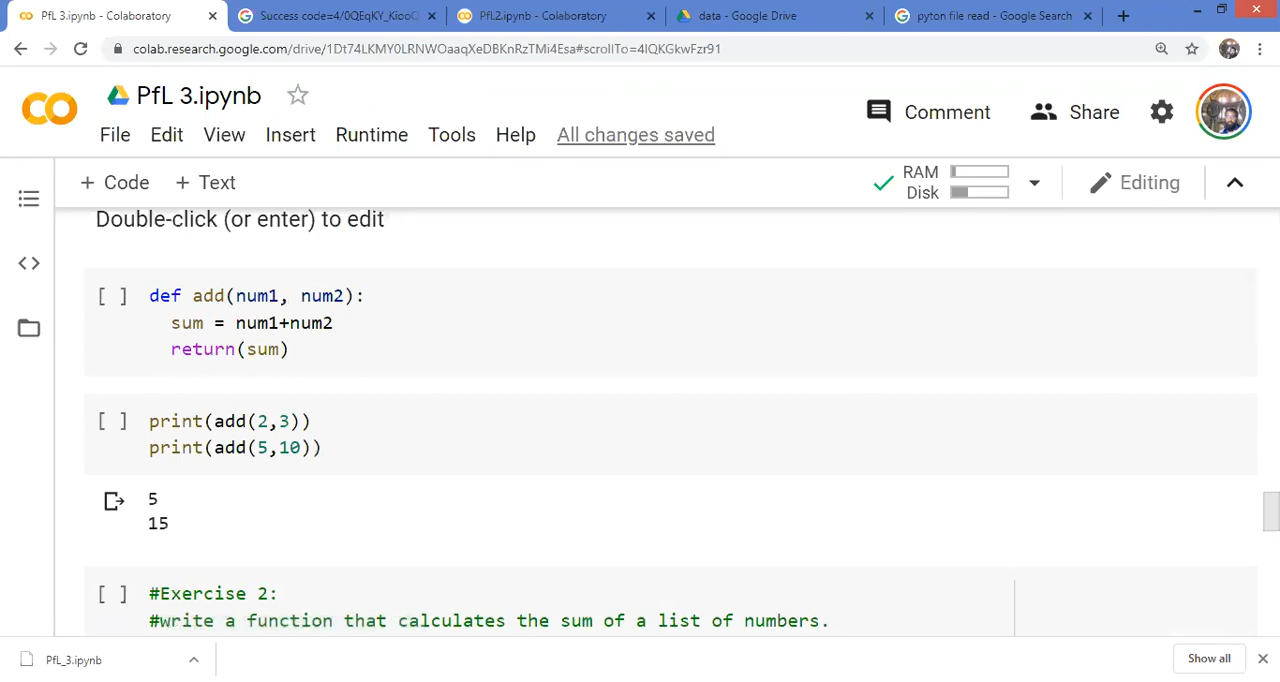 PfL 3.ipynb - Colaboratory
Success code=4/0QEqKY_KiooC
PfL2.ipynb - Colaboratory
data - Google Drive
pyton file read - Google Search
colab.research.google.com/drive/1Dt74LKMY0LRNWOaaqXeDBKnRzTMi4Esa#scrollTo=4lQKGkwFzr91
PfL 3.ipynb
Comment
Share
File Edit View Insert Runtime Tools Help All changes saved
+ Code + Text
RAM
Disk
Editing
Double-click (or enter) to edit
[ ] def add(num1, num2):
sum = num1+num2
return(sum)
[ ] print(add(2,3))
print(add(5,10))
5
15
[ ] #Exercise 2:
#write a function that calculates the sum of a list of numbers.
PfL_3.ipynb
Show all